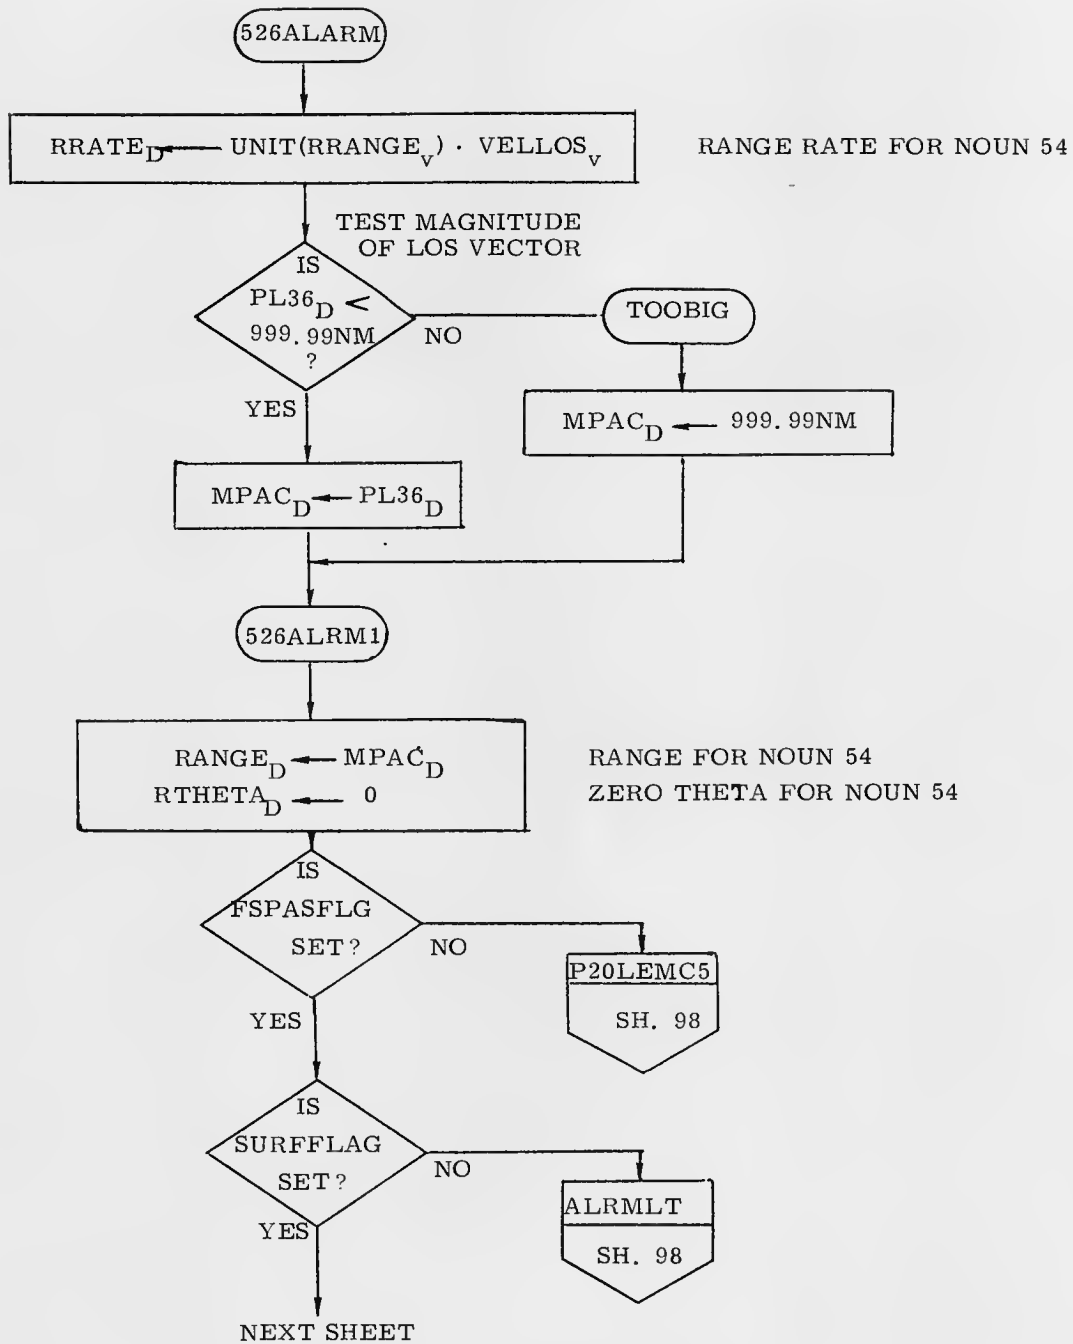 526ALARM
RRATE_D ← UNIT(RRANGE_v) · VELLOS_v
RANGE RATE FOR NOUN 54
TEST MAGNITUDE
OF LOS VECTOR
IS
PL36_D <
999.99NM
?
NO
YES
TOOBIG
MPAC_D ← 999.99NM
MPAC_D ← PL36_D
526ALRM1
RANGE_D ← MPAC_D
RTHETA_D ← 0
RANGE FOR NOUN 54
ZERO THETA FOR NOUN 54
IS
FSPASFLG
SET?
NO
YES
P20LEMC5
SH. 98
IS
SURFFLAG
SET?
NO
YES
ALRMLT
SH. 98
NEXT SHEET